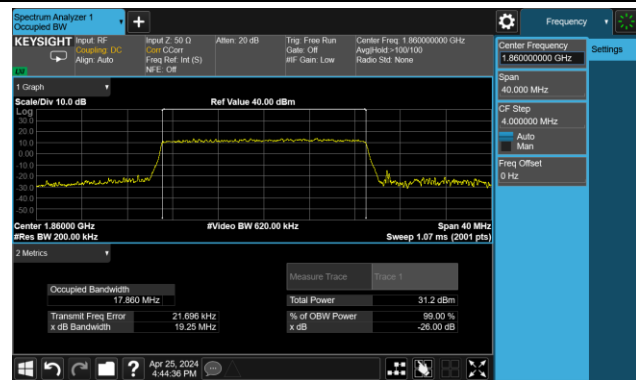 Spectrum Analyzer 1
Occupied BW
Frequency
KEYSIGHT
Input: RF
Coupling: DC
Align: Auto
Input Z: 50 Ω
Corr CCorr
Freq Ref: Int (S)
NFE: Off
Atten: 20 dB
Trig: Free Run
Gate: Off
#IF Gain: Low
Center Freq: 1.860000000 GHz
Avg|Hold:>100/100
Radio Std: None
Center Frequency
1.860000000 GHz
Settings
Span
40.000 MHz
CF Step
4.000000 MHz
Auto
Man
Freq Offset
0 Hz
1 Graph
Scale/Div 10.0 dB
Ref Value 40.00 dBm
Log
30.0
20.0
10.0
0.00
-10.0
-20.0
-30.0
-40.0
-50.0
Center 1.86000 GHz
#Video BW 620.00 kHz
Span 40 MHz
#Res BW 200.00 kHz
Sweep 1.07 ms (2001 pts)
2 Metrics
Measure Trace
Trace 1
Occupied Bandwidth
17.860 MHz
Total Power
31.2 dBm
Transmit Freq Error
21.696 kHz
% of OBW Power
99.00 %
x dB Bandwidth
19.25 MHz
x dB
-26.00 dB
Apr 25, 2024
4:44:36 PM